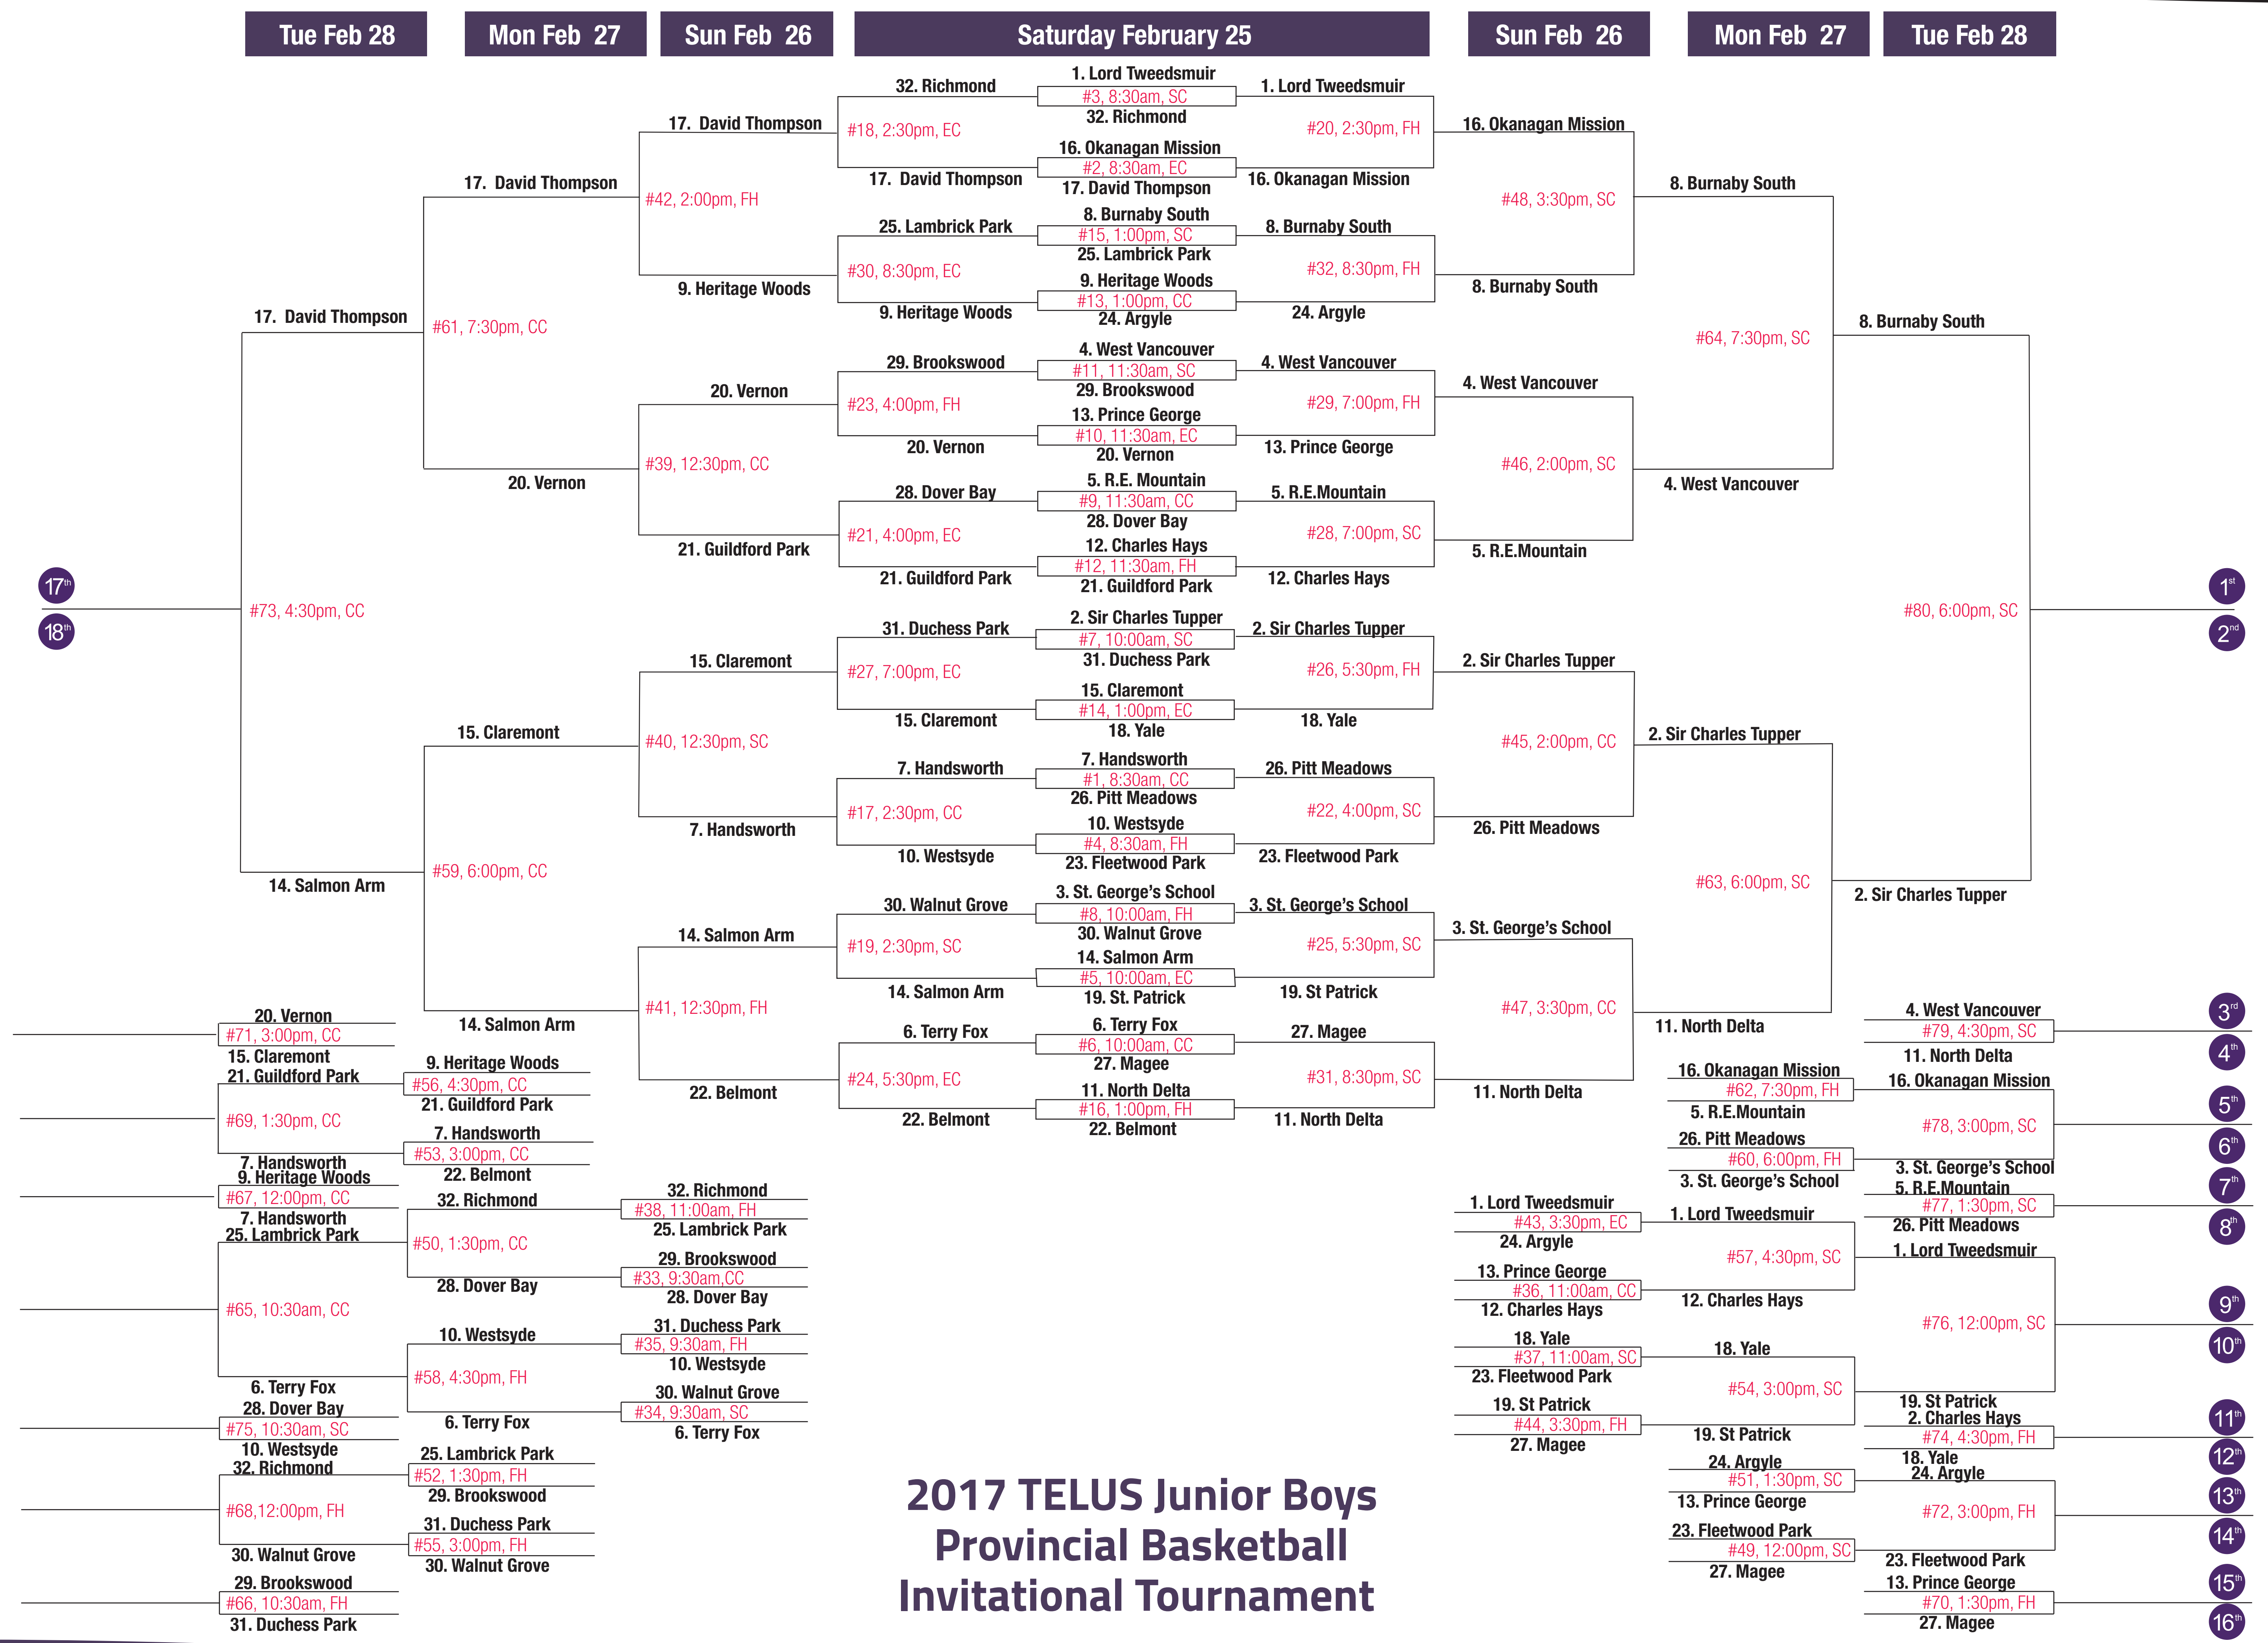 Tue Feb 28
Mon Feb 27
Sun Feb 26
Saturday February 25
Sun Feb 26
Mon Feb 27
Tue Feb 28
1. Lord Tweedsmuir
#3, 8:30am, SC
32. Richmond
16. Okanagan Mission
#2, 8:30am, EC
17. David Thompson
8. Burnaby South
#15, 1:00pm, SC
25. Lambrick Park
9. Heritage Woods
#13, 1:00pm, CC
24. Argyle
4. West Vancouver
#11, 11:30am, SC
29. Brookswood
13. Prince George
#10, 11:30am, EC
20. Vernon
5. R.E. Mountain
#9, 11:30am, CC
28. Dover Bay
12. Charles Hays
#12, 11:30am, FH
21. Guildford Park
2. Sir Charles Tupper
#7, 10:00am, SC
31. Duchess Park
15. Claremont
#14, 1:00pm, EC
18. Yale
7. Handsworth
#1, 8:30am, CC
26. Pitt Meadows
10. Westsyde
#4, 8:30am, FH
23. Fleetwood Park
3. St. George's School
#8, 10:00am, FH
30. Walnut Grove
14. Salmon Arm
#5, 10:00am, EC
19. St. Patrick
6. Terry Fox
#6, 10:00am, CC
27. Magee
11. North Delta
#16, 1:00pm, FH
22. Belmont
32. Richmond
#18, 2:30pm, EC
17. David Thompson
25. Lambrick Park
#30, 8:30pm, EC
9. Heritage Woods
29. Brookswood
#23, 4:00pm, FH
20. Vernon
28. Dover Bay
#21, 4:00pm, EC
21. Guildford Park
31. Duchess Park
#27, 7:00pm, EC
15. Claremont
7. Handsworth
#17, 2:30pm, CC
10. Westsyde
30. Walnut Grove
#19, 2:30pm, SC
14. Salmon Arm
6. Terry Fox
#24, 5:30pm, EC
22. Belmont
17. David Thompson
#42, 2:00pm, FH
9. Heritage Woods
20. Vernon
#39, 12:30pm, CC
21. Guildford Park
15. Claremont
#40, 12:30pm, SC
7. Handsworth
14. Salmon Arm
#41, 12:30pm, FH
22. Belmont
17. David Thompson
#61, 7:30pm, CC
20. Vernon
15. Claremont
#59, 6:00pm, CC
14. Salmon Arm
17. David Thompson
#73, 4:30pm, CC
14. Salmon Arm
17th
18th
1. Lord Tweedsmuir
#20, 2:30pm, FH
16. Okanagan Mission
8. Burnaby South
#32, 8:30pm, FH
24. Argyle
4. West Vancouver
#29, 7:00pm, FH
13. Prince George
5. R.E.Mountain
#28, 7:00pm, SC
12. Charles Hays
2. Sir Charles Tupper
#26, 5:30pm, FH
18. Yale
26. Pitt Meadows
#22, 4:00pm, SC
23. Fleetwood Park
3. St. George's School
#25, 5:30pm, SC
19. St Patrick
27. Magee
#31, 8:30pm, SC
11. North Delta
16. Okanagan Mission
#48, 3:30pm, SC
8. Burnaby South
4. West Vancouver
#46, 2:00pm, SC
5. R.E.Mountain
2. Sir Charles Tupper
#45, 2:00pm, CC
26. Pitt Meadows
3. St. George's School
#47, 3:30pm, CC
11. North Delta
8. Burnaby South
#64, 7:30pm, SC
4. West Vancouver
2. Sir Charles Tupper
#63, 6:00pm, SC
11. North Delta
8. Burnaby South
#80, 6:00pm, SC
2. Sir Charles Tupper
1st
2nd
20. Vernon
#71, 3:00pm, CC
15. Claremont
21. Guildford Park
#69, 1:30pm, CC
7. Handsworth
9. Heritage Woods
#56, 4:30pm, CC
21. Guildford Park
7. Handsworth
#53, 3:00pm, CC
22. Belmont
9. Heritage Woods
#67, 12:00pm, CC
7. Handsworth
25. Lambrick Park
#65, 10:30am, CC
6. Terry Fox
32. Richmond
#50, 1:30pm, CC
28. Dover Bay
10. Westsyde
#58, 4:30pm, FH
6. Terry Fox
32. Richmond
#38, 11:00am, FH
25. Lambrick Park
29. Brookswood
#33, 9:30am,CC
28. Dover Bay
31. Duchess Park
#35, 9:30am, FH
10. Westsyde
30. Walnut Grove
#34, 9:30am, SC
6. Terry Fox
28. Dover Bay
#75, 10:30am, SC
10. Westsyde
32. Richmond
#68,12:00pm, FH
30. Walnut Grove
25. Lambrick Park
#52, 1:30pm, FH
29. Brookswood
31. Duchess Park
#55, 3:00pm, FH
30. Walnut Grove
29. Brookswood
#66, 10:30am, FH
31. Duchess Park
4. West Vancouver
#79, 4:30pm, SC
11. North Delta
3rd
4th
16. Okanagan Mission
#62, 7:30pm, FH
5. R.E.Mountain
26. Pitt Meadows
#60, 6:00pm, FH
3. St. George's School
16. Okanagan Mission
#78, 3:00pm, SC
3. St. George's School
5th
6th
5. R.E.Mountain
#77, 1:30pm, SC
26. Pitt Meadows
7th
8th
1. Lord Tweedsmuir
#43, 3:30pm, EC
24. Argyle
13. Prince George
#36, 11:00am, CC
12. Charles Hays
18. Yale
#37, 11:00am, SC
23. Fleetwood Park
19. St Patrick
#44, 3:30pm, FH
27. Magee
1. Lord Tweedsmuir
#57, 4:30pm, SC
12. Charles Hays
18. Yale
#54, 3:00pm, SC
19. St Patrick
1. Lord Tweedsmuir
#76, 12:00pm, SC
19. St Patrick
9th
10th
2. Charles Hays
#74, 4:30pm, FH
18. Yale
11th
12th
24. Argyle
#51, 1:30pm, SC
13. Prince George
23. Fleetwood Park
#49, 12:00pm, SC
27. Magee
24. Argyle
#72, 3:00pm, FH
23. Fleetwood Park
13th
14th
13. Prince George
#70, 1:30pm, FH
27. Magee
15th
16th
2017 TELUS Junior Boys
Provincial Basketball
Invitational Tournament